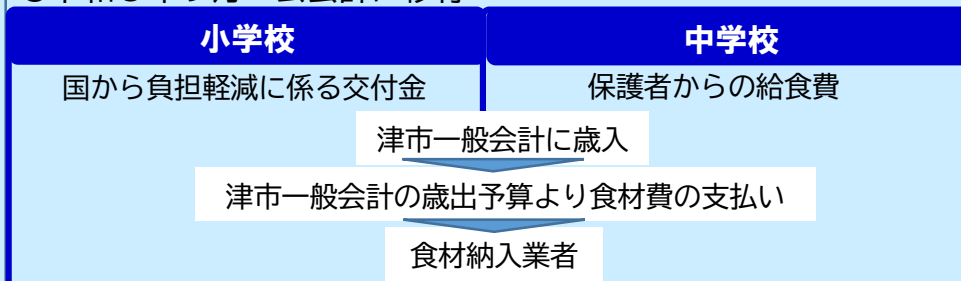 小学校
中学校
国から負担軽減に係る交付金
保護者からの給食費
津市一般会計に歳入
津市一般会計の歳出予算より食材費の支払い
食材納入業者